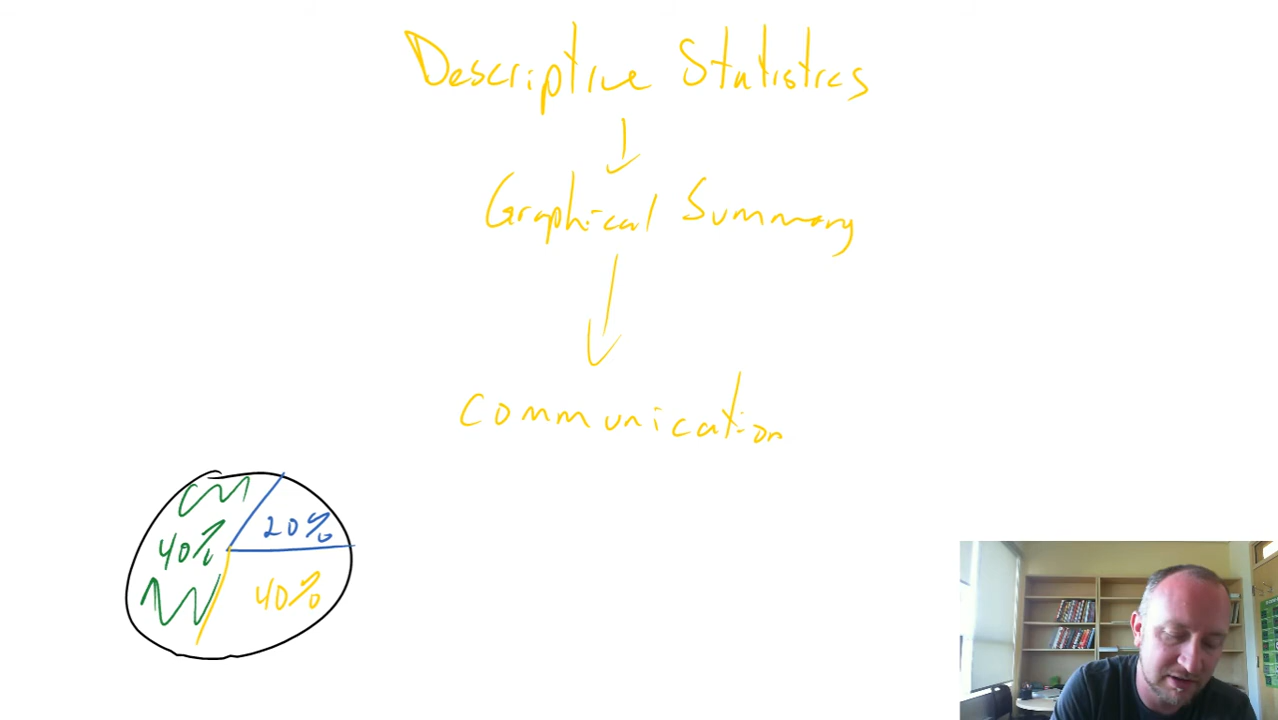 Descriptive Statistics
Graphical Summary
Communication
20%
40%
40%